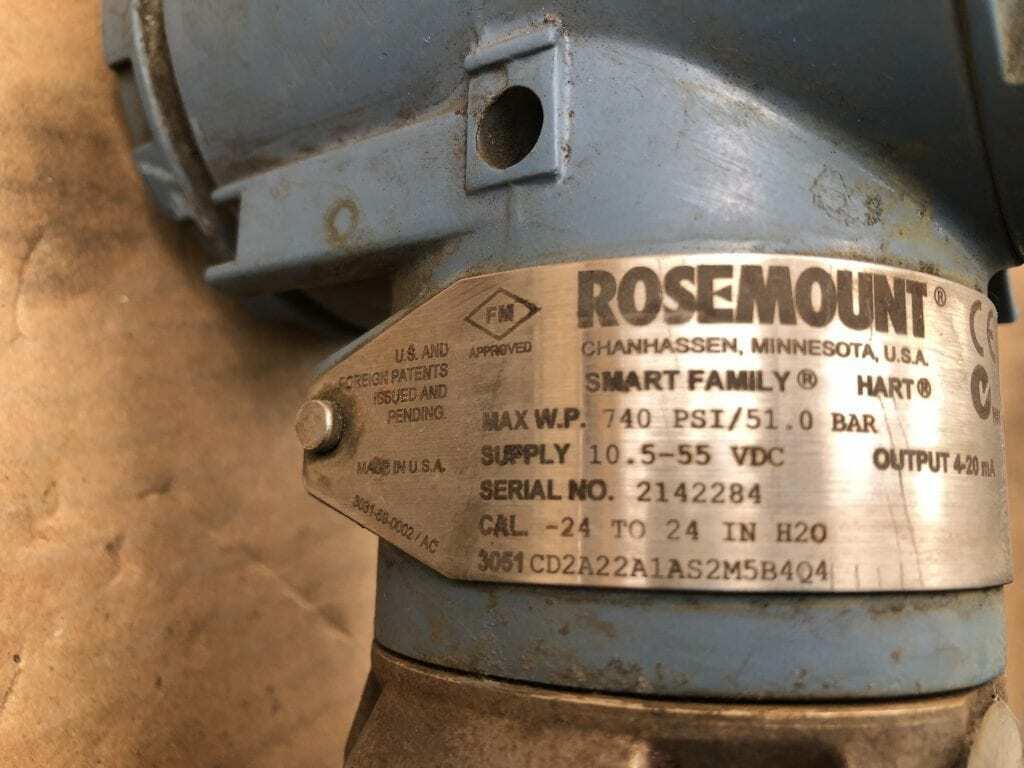 FM
APPROVED
U.S. AND
FOREIGN PATENTS
ISSUED AND
PENDING
MADE IN U.S.A.
ROSEMOUNT®
CHANHASSEN, MINNESOTA, U.S.A.
SMART FAMILY® HART®
MAX W.P. 740 PSI/51.0 BAR
SUPPLY 10.5-55 VDC OUTPUT 4-20 mA
SERIAL NO. 2142284
CAL. -24 TO 24 IN H2O
3051CD2A22A1AS2M5B4Q4
CE